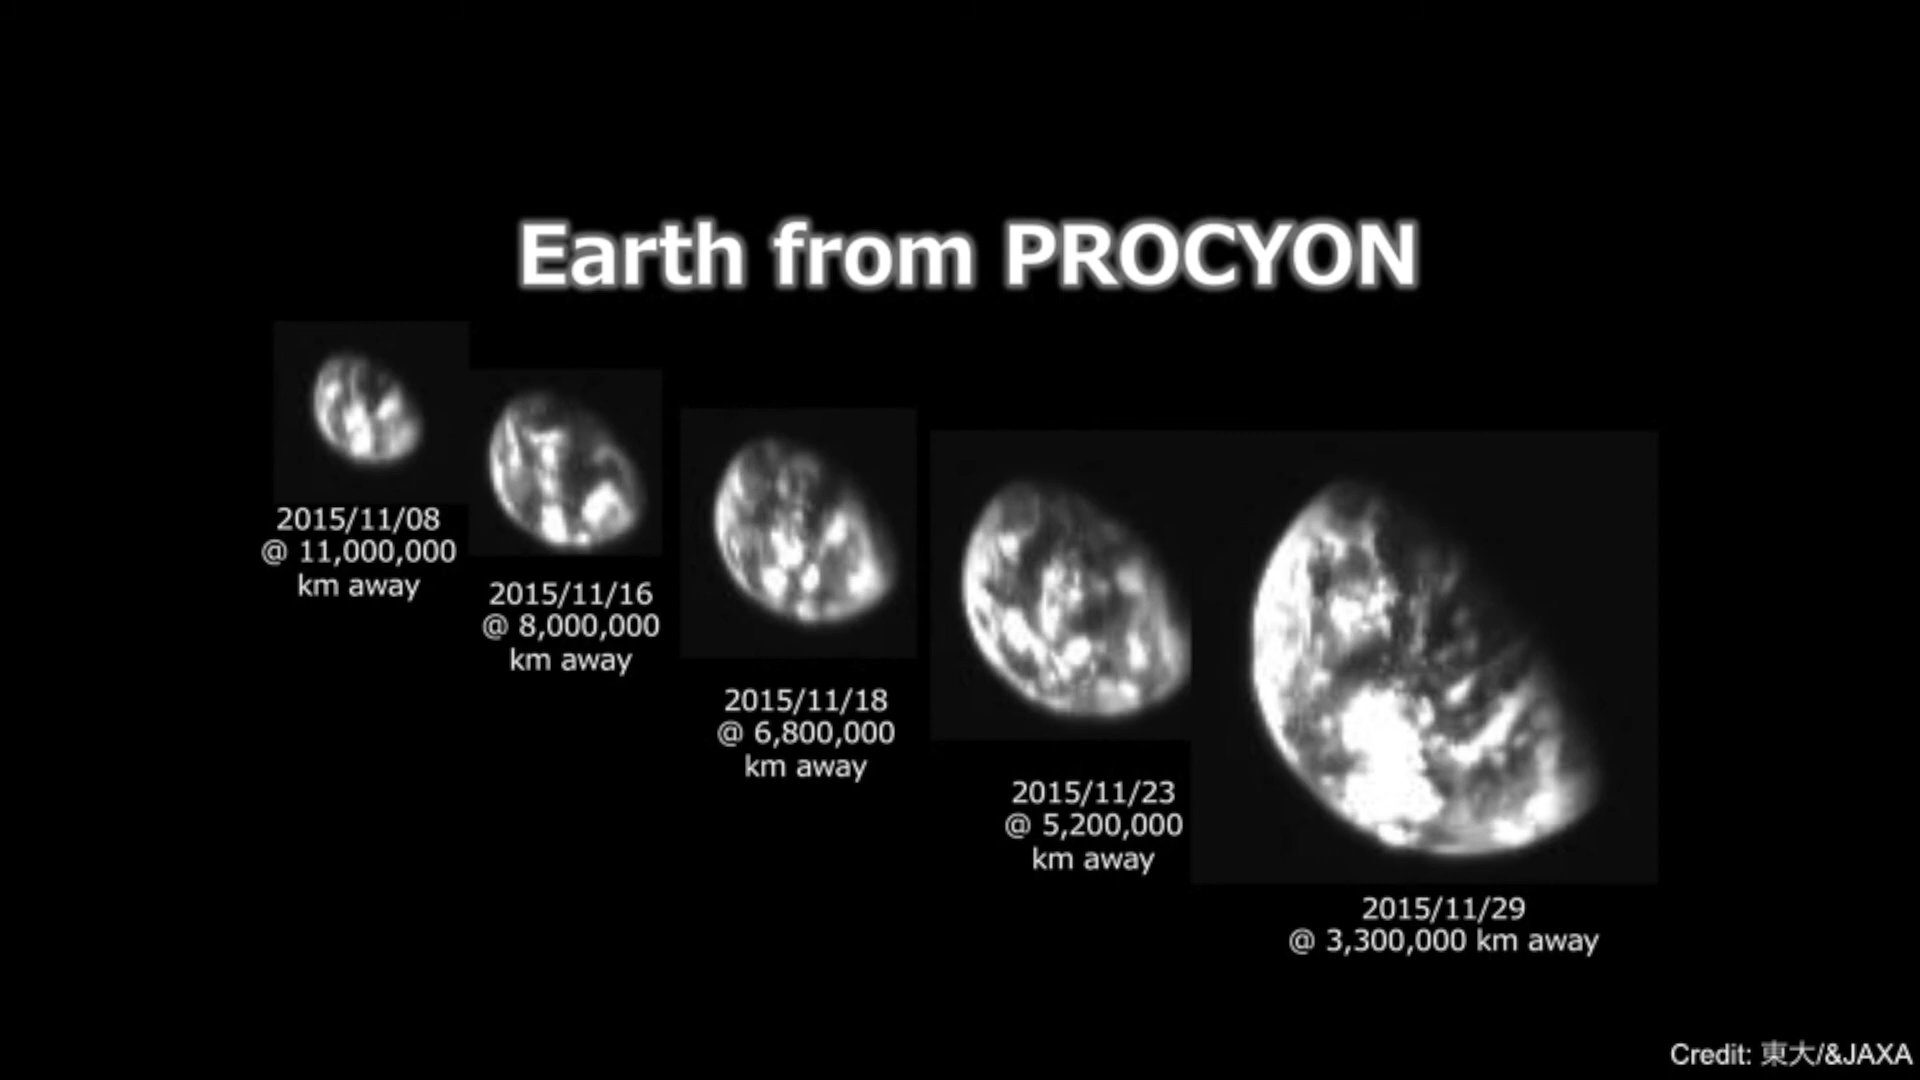 Earth from PROCYON
2015/11/08
@ 11,000,000
km away
2015/11/16
@ 8,000,000
km away
2015/11/18
@ 6,800,000
km away
2015/11/23
@ 5,200,000
km away
2015/11/29
@ 3,300,000 km away
Credit: 東大/&JAXA